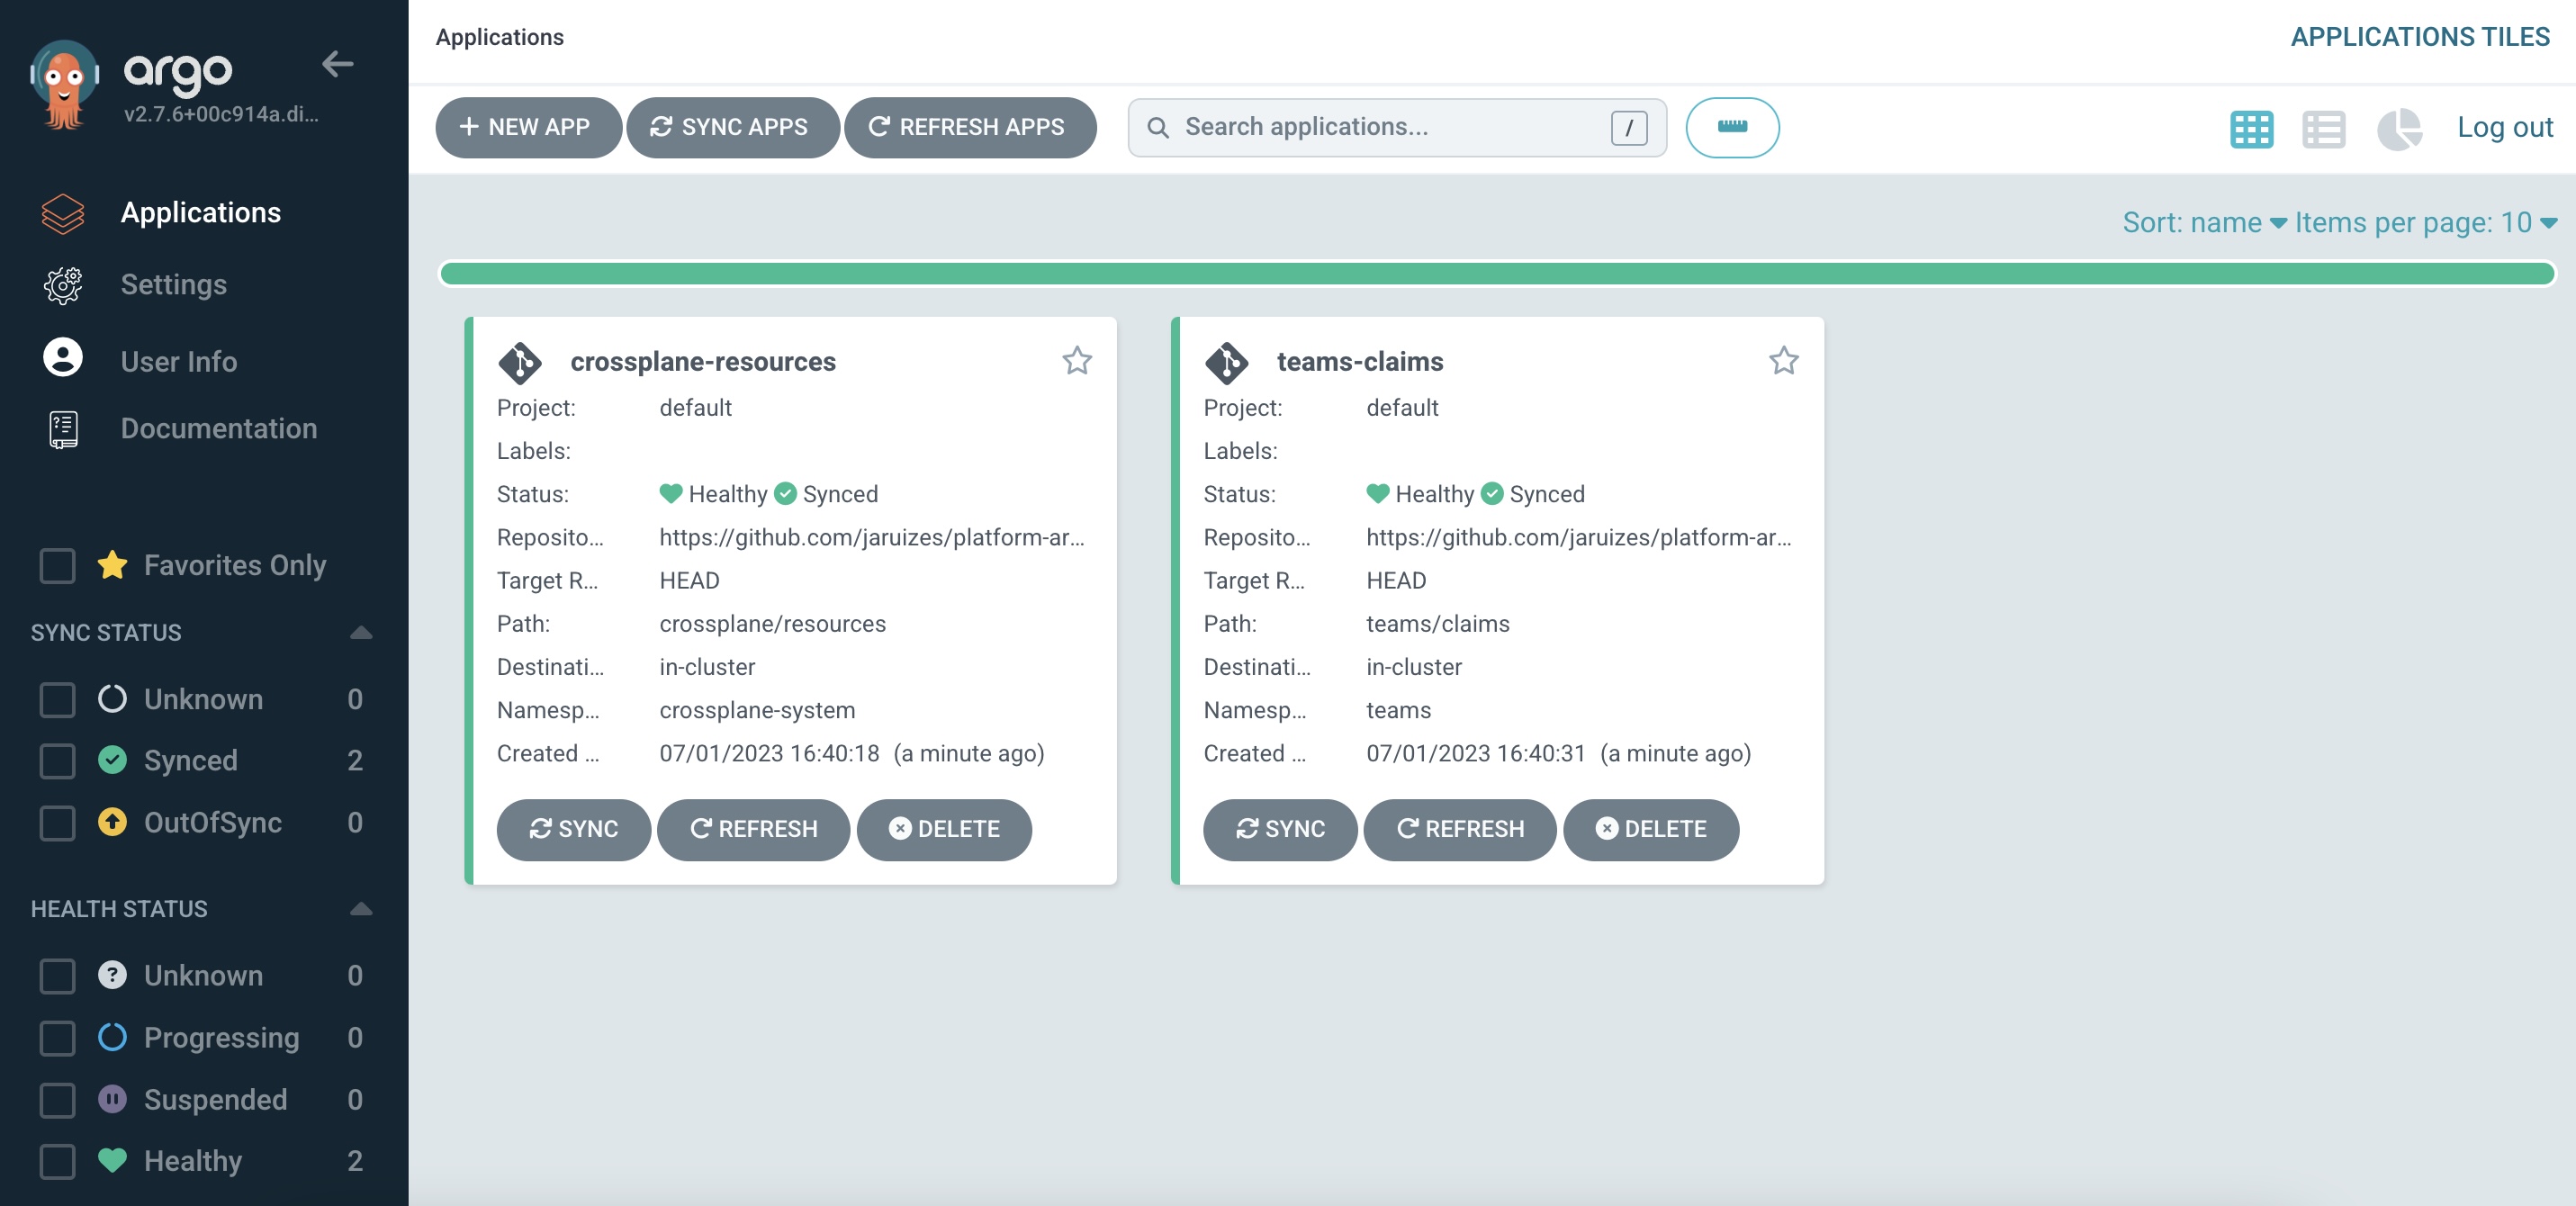 argo
v2.7.6+00c914a.di...
Applications
Settings
User Info
Documentation
Favorites Only
SYNC STATUS
Unknown 0
Synced 2
OutOfSync 0
HEALTH STATUS
Unknown 0
Progressing 0
Suspended 0
Healthy 2
Applications
APPLICATIONS TILES
+ NEW APP SYNC APPS REFRESH APPS Search applications... / Log out
Sort: name Items per page: 10
crossplane-resources
Project: default
Labels:
Status: Healthy Synced
Reposito... https://github.com/jaruizes/platform-ar...
Target R... HEAD
Path: crossplane/resources
Destinati... in-cluster
Namesp... crossplane-system
Created ... 07/01/2023 16:40:18 (a minute ago)
SYNC REFRESH DELETE
teams-claims
Project: default
Labels:
Status: Healthy Synced
Reposito... https://github.com/jaruizes/platform-ar...
Target R... HEAD
Path: teams/claims
Destinati... in-cluster
Namesp... teams
Created ... 07/01/2023 16:40:31 (a minute ago)
SYNC REFRESH DELETE